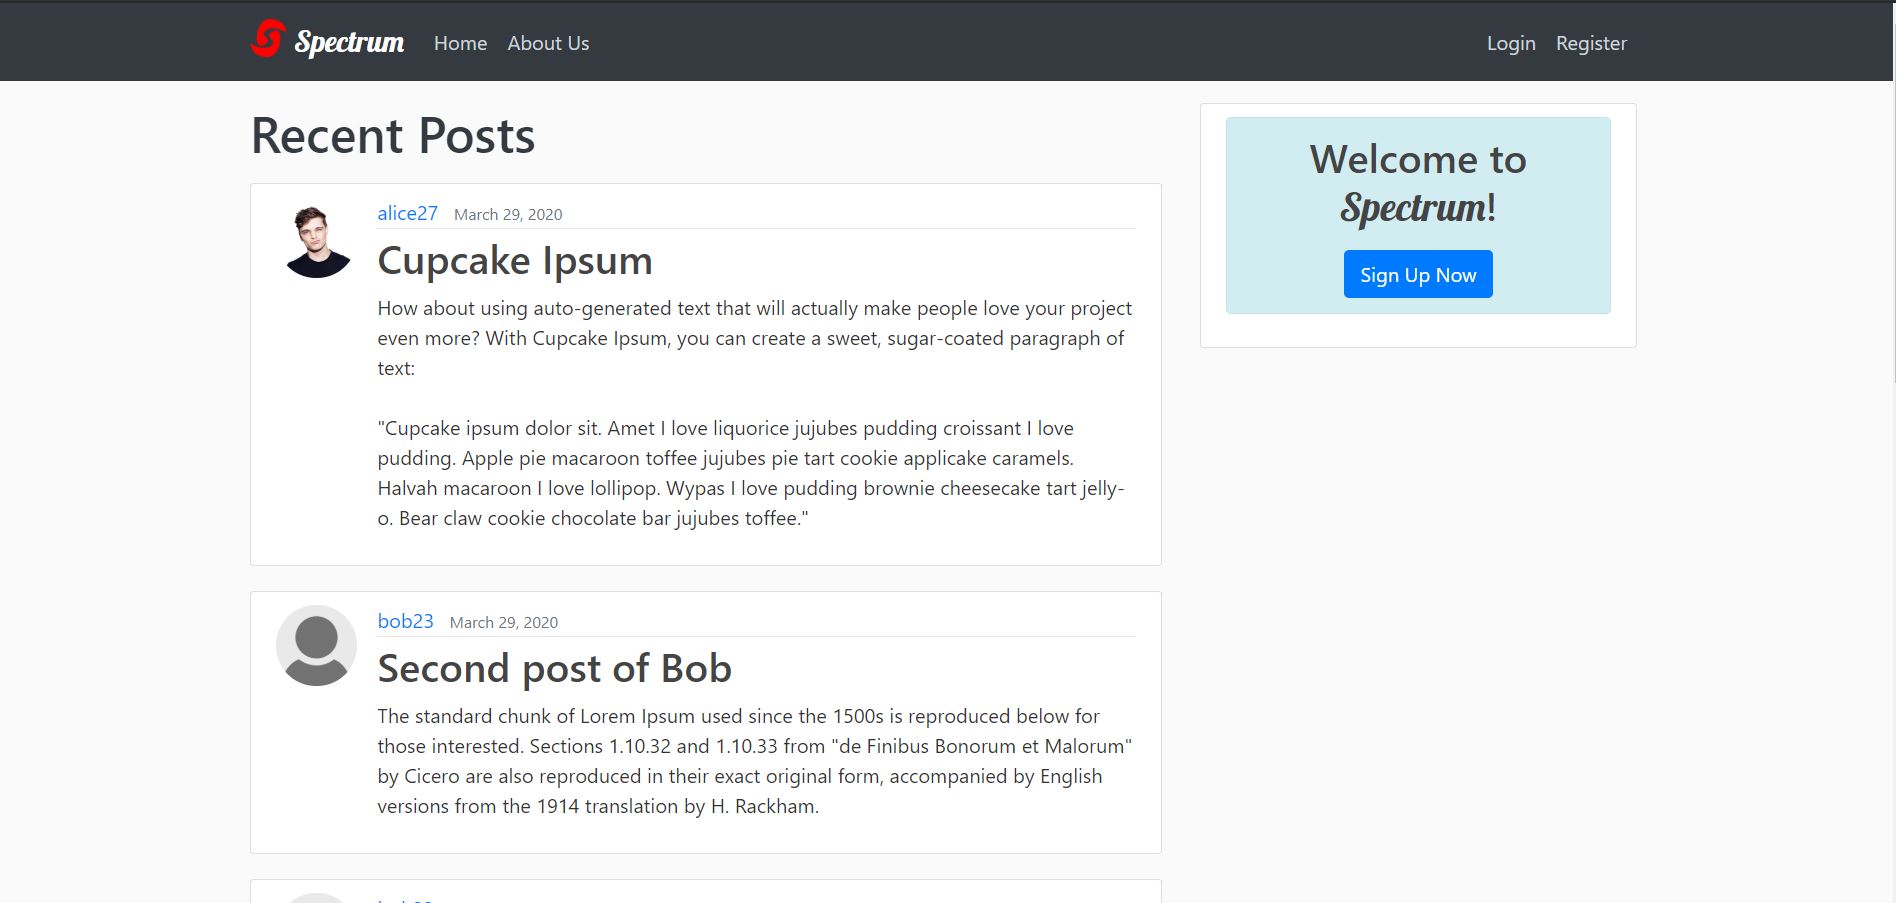 Spectrum Home About Us Login Register
Recent Posts
alice27 March 29, 2020
Cupcake Ipsum
How about using auto-generated text that will actually make people love your project
even more? With Cupcake Ipsum, you can create a sweet, sugar-coated paragraph of
text:
"Cupcake ipsum dolor sit. Amet I love liquorice jujubes pudding croissant I love
pudding. Apple pie macaroon toffee jujubes pie tart cookie applicake caramels.
Halvah macaroon I love lollipop. Wypas I love pudding brownie cheesecake tart jelly-
o. Bear claw cookie chocolate bar jujubes toffee."
bob23 March 29, 2020
Second post of Bob
The standard chunk of Lorem Ipsum used since the 1500s is reproduced below for
those interested. Sections 1.10.32 and 1.10.33 from "de Finibus Bonorum et Malorum"
by Cicero are also reproduced in their exact original form, accompanied by English
versions from the 1914 translation by H. Rackham.
Welcome to
Spectrum!
Sign Up Now